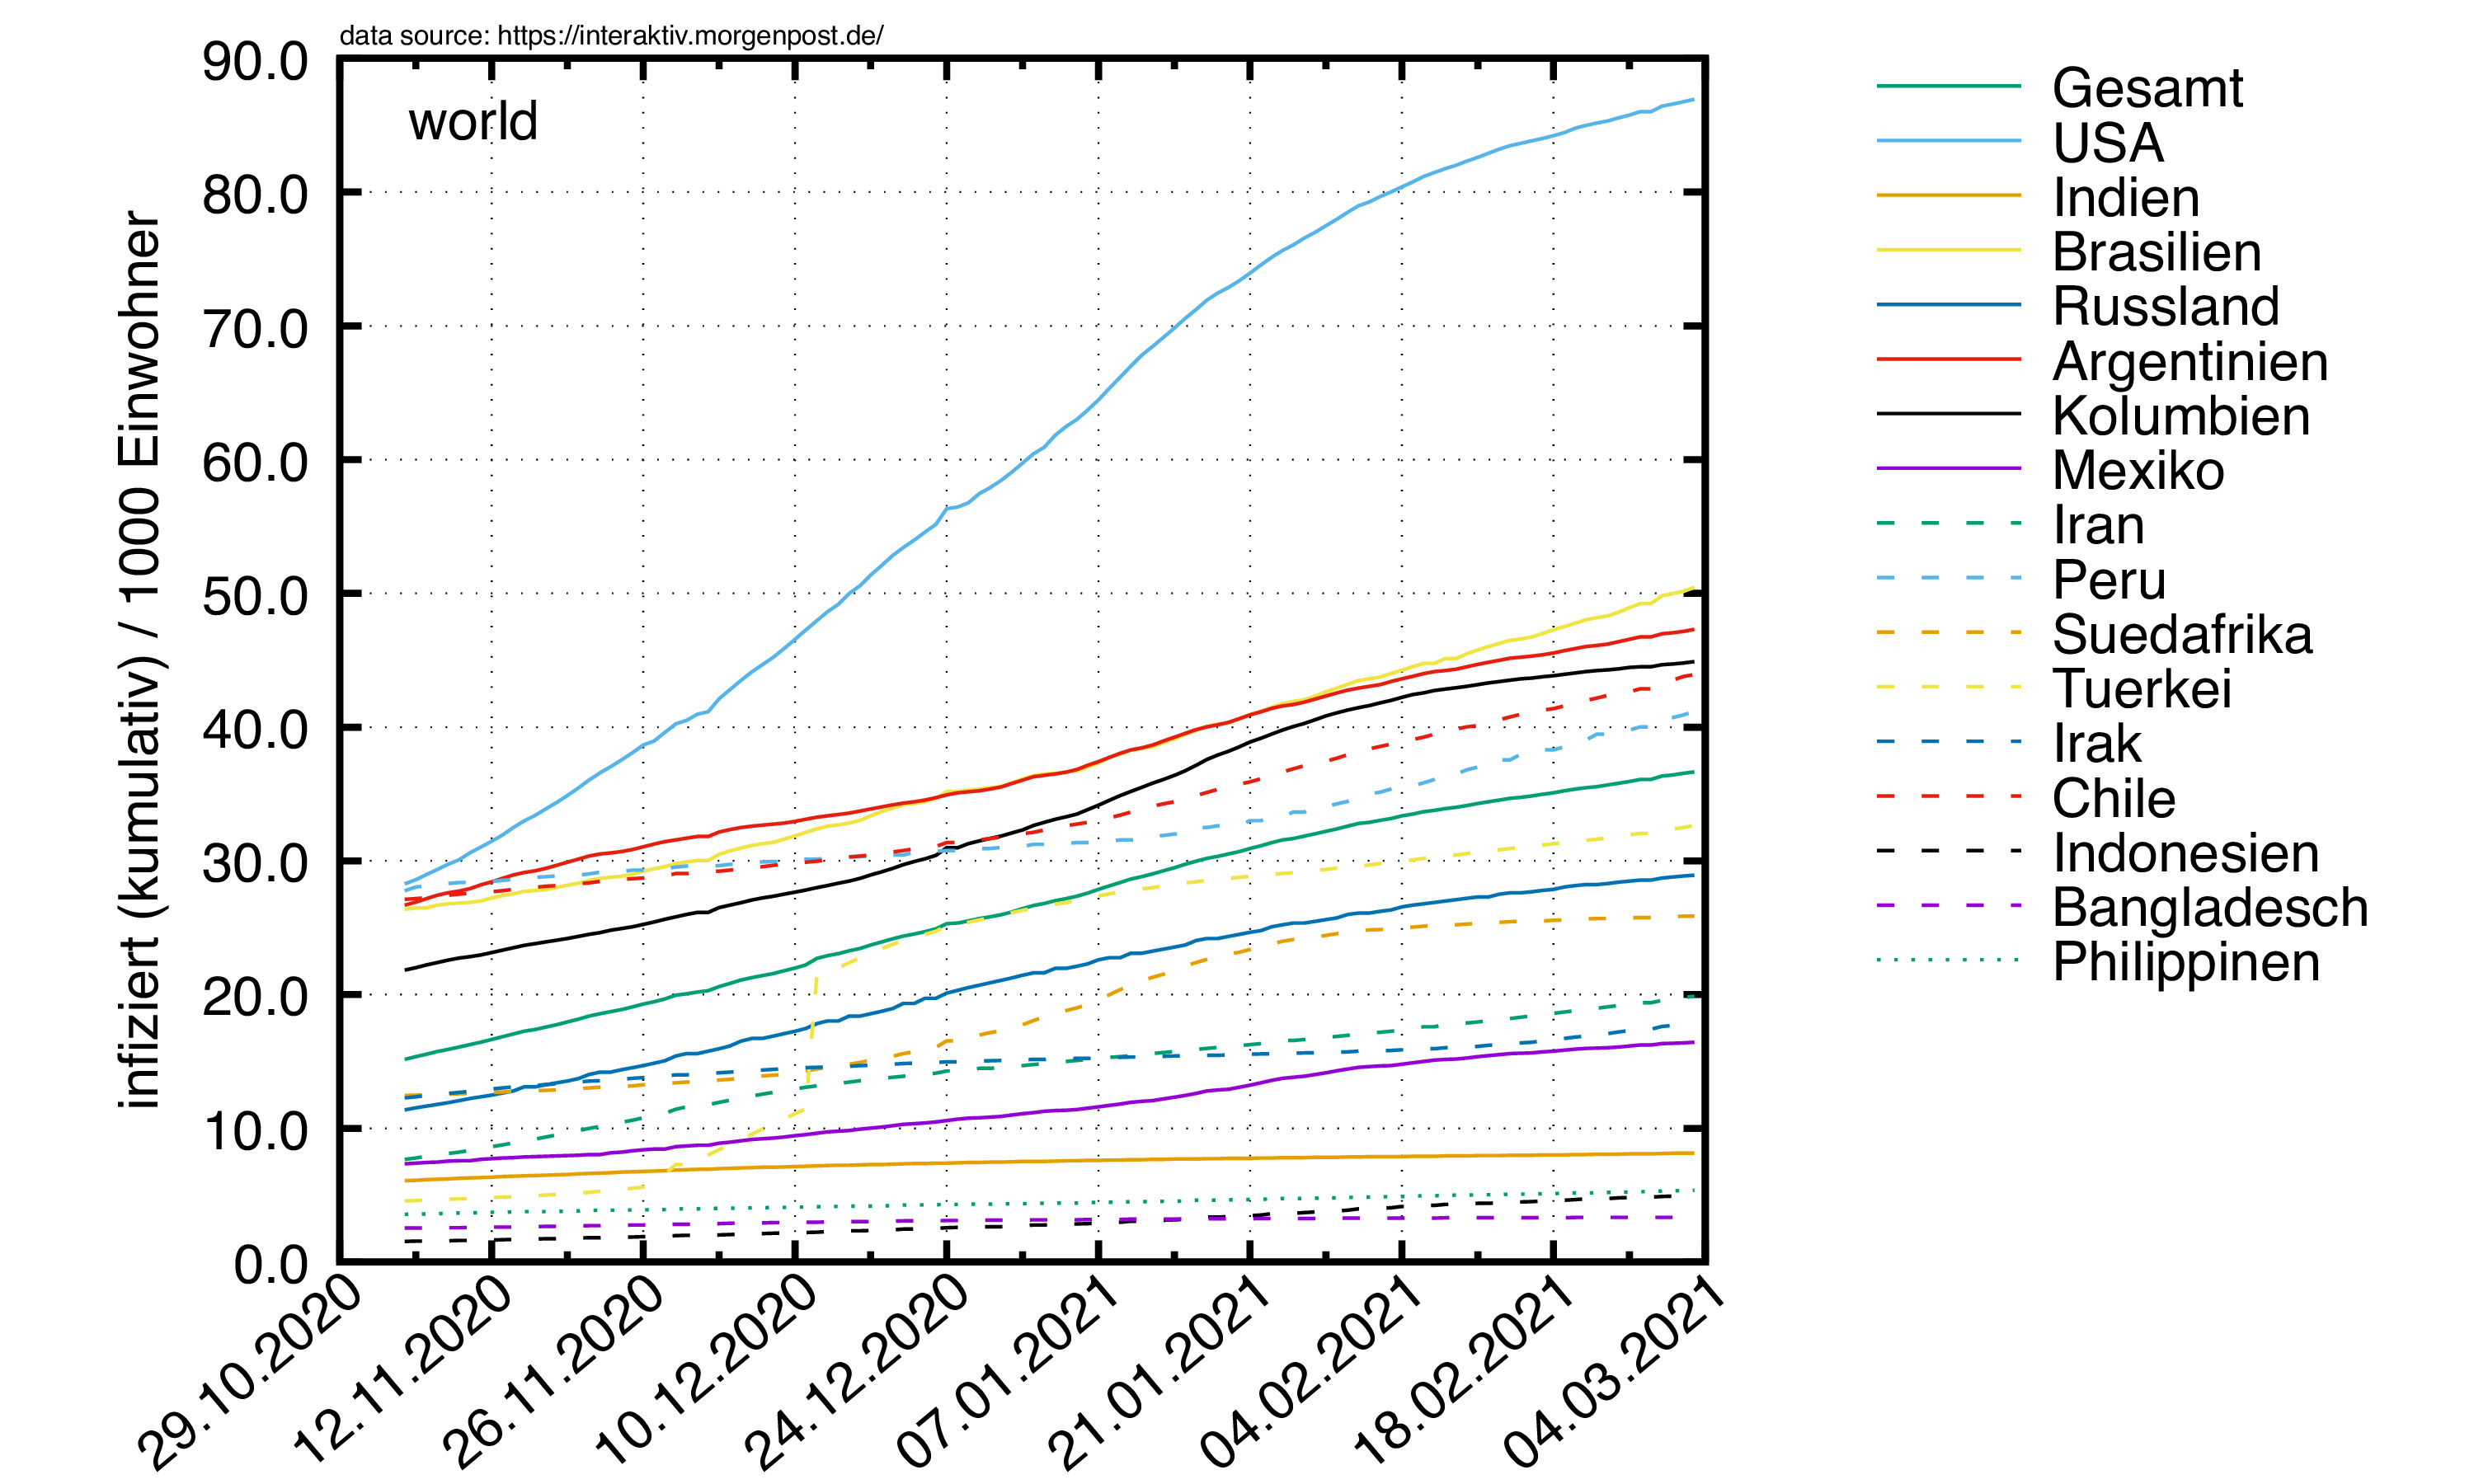 data source: https://interaktiv.morgenpost.de/
world
infiziert (kumulativ) / 1000 Einwohner
90.0
80.0
70.0
60.0
50.0
40.0
30.0
20.0
10.0
0.0
29.10.2020
12.11.2020
26.11.2020
10.12.2020
24.12.2020
07.01.2021
21.01.2021
04.02.2021
18.02.2021
04.03.2021
Gesamt
USA
Indien
Brasilien
Russland
Argentinien
Kolumbien
Mexiko
Iran
Peru
Suedafrika
Tuerkei
Irak
Chile
Indonesien
Bangladesch
Philippinen